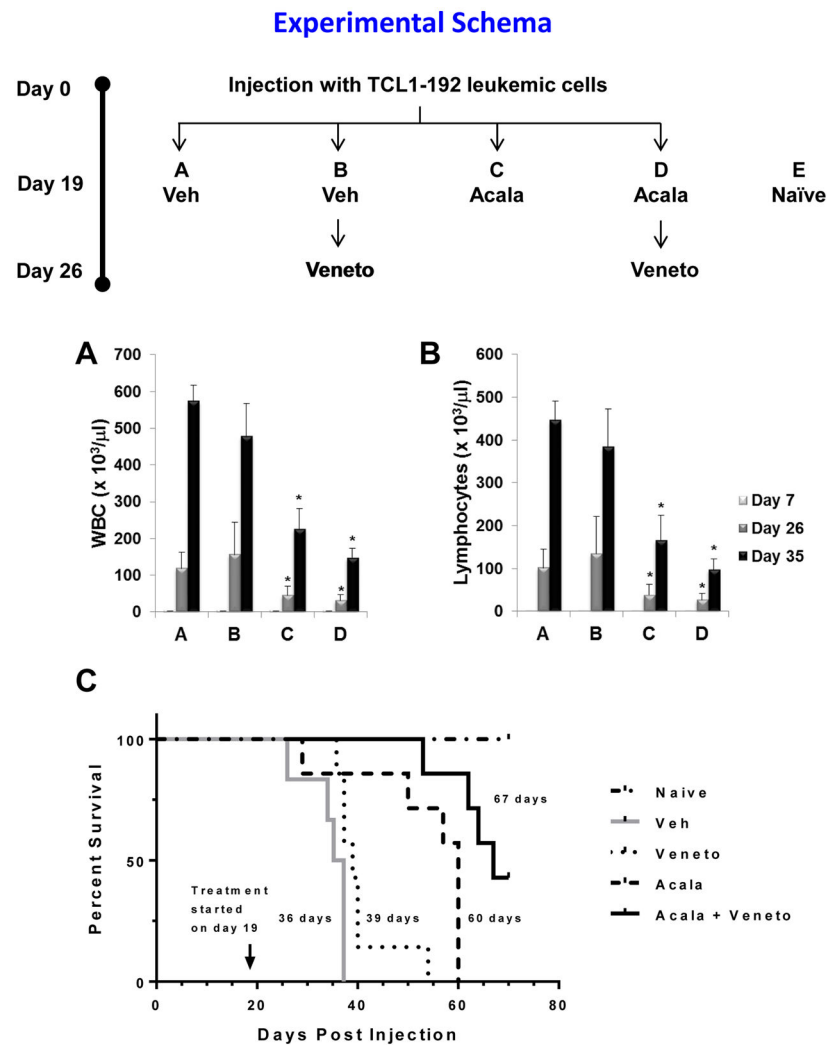 Experimental Schema
Day 0
Injection with TCL1-192 leukemic cells
Day 19
A
Veh
B
Veh
C
Acala
D
Acala
E
Naïve
Day 26
Veneto
Veneto
A
WBC (x 10³/µl)
700
600
500
400
300
200
100
0
*
*
*
*
A B C D
B
Lymphocytes (x 10³/µl)
600
500
400
300
200
100
0
*
*
*
*
A B C D
Day 7
Day 26
Day 35
C
Percent Survival
100
50
0
Treatment
started
on day 19
36 days
39 days
60 days
67 days
0 20 40 60 80
Days Post Injection
Naive
Veh
Veneto
Acala
Acala + Veneto